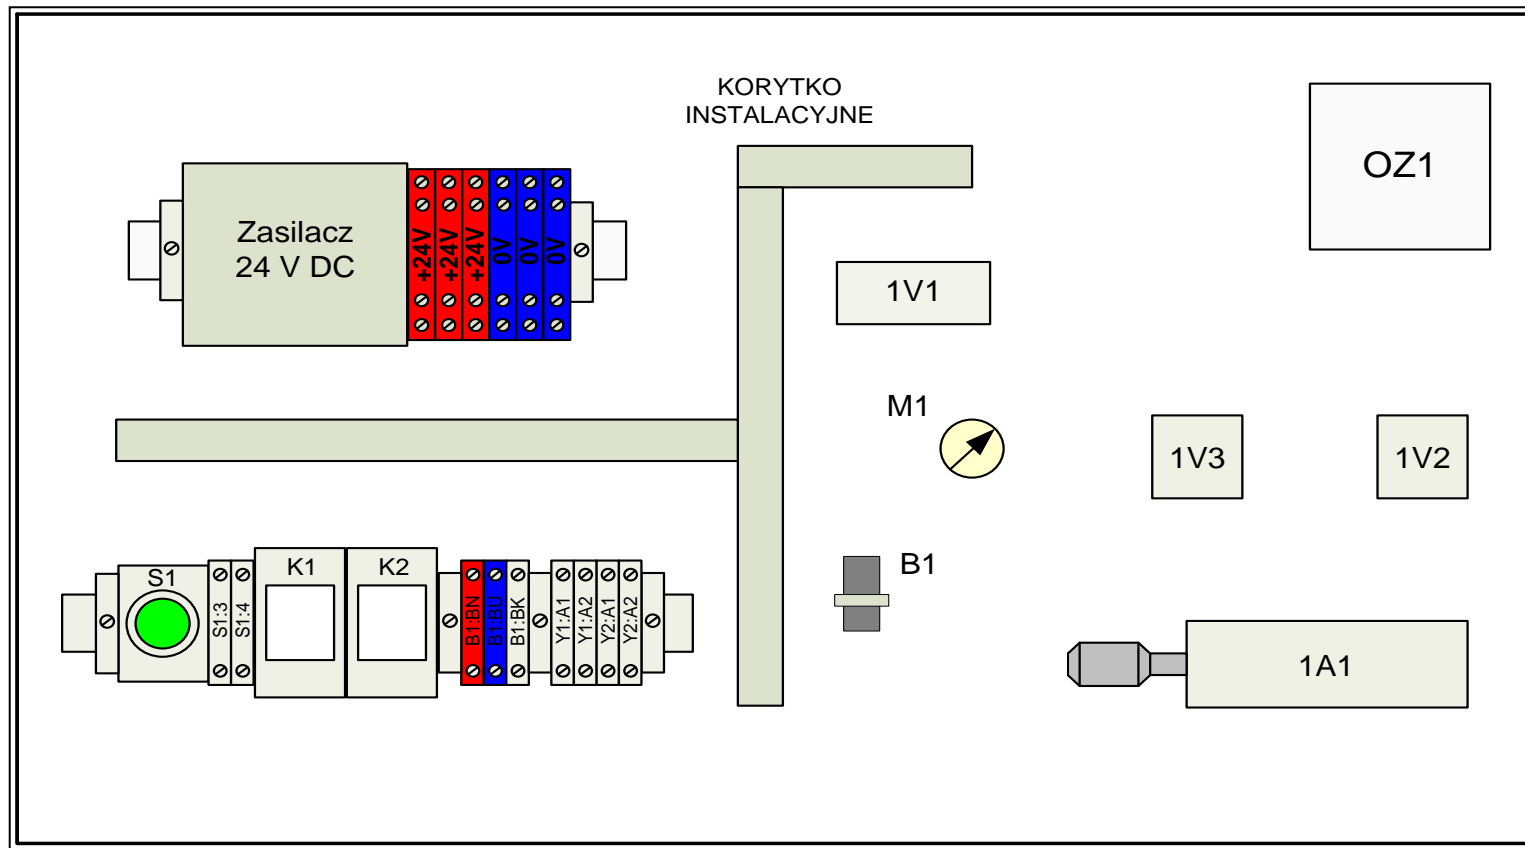 KORYTKO
INSTALACYJNE
OZ1
Zasilacz
24 V DC
+24V
+24V
+24V
0V
0V
0V
1V1
M1
1V3
1V2
B1
S1
S1:3
S1:4
K1
K2
B1:BN
B1:BU
B1:BK
Y1:A1
Y1:A2
Y2:A1
Y2:A2
1A1